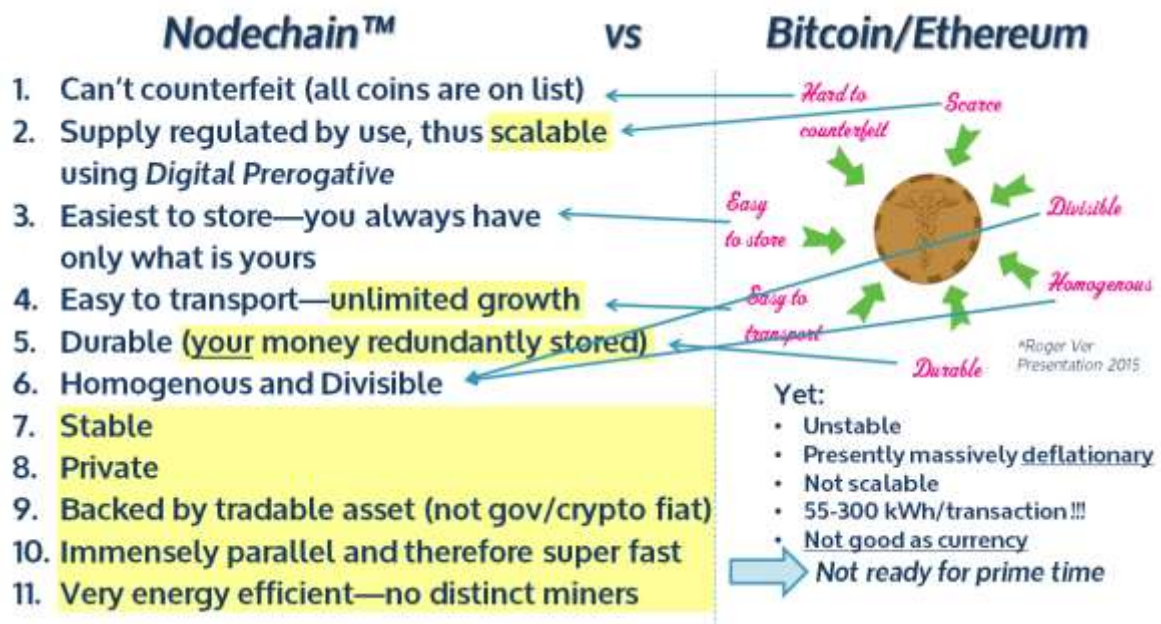 Nodechain™ vs Bitcoin/Ethereum
1. Can't counterfeit (all coins are on list)
2. Supply regulated by use, thus scalable
using Digital Prerogative
3. Easiest to store—you always have
only what is yours
4. Easy to transport—unlimited growth
5. Durable (your money redundantly stored)
6. Homogenous and Divisible
7. Stable
8. Private
9. Backed by tradable asset (not gov/crypto fiat)
10. Immensely parallel and therefore super fast
11. Very energy efficient—no distinct miners
Hard to
counterfeit
Scarce
Easy
to store
Divisible
Homogenous
Easy to
transport
Durable
*Roger Ver
Presentation 2015
Yet:
• Unstable
• Presently massively deflationary
• Not scalable
• 55-300 kWh/transaction!!!
• Not good as currency
Not ready for prime time